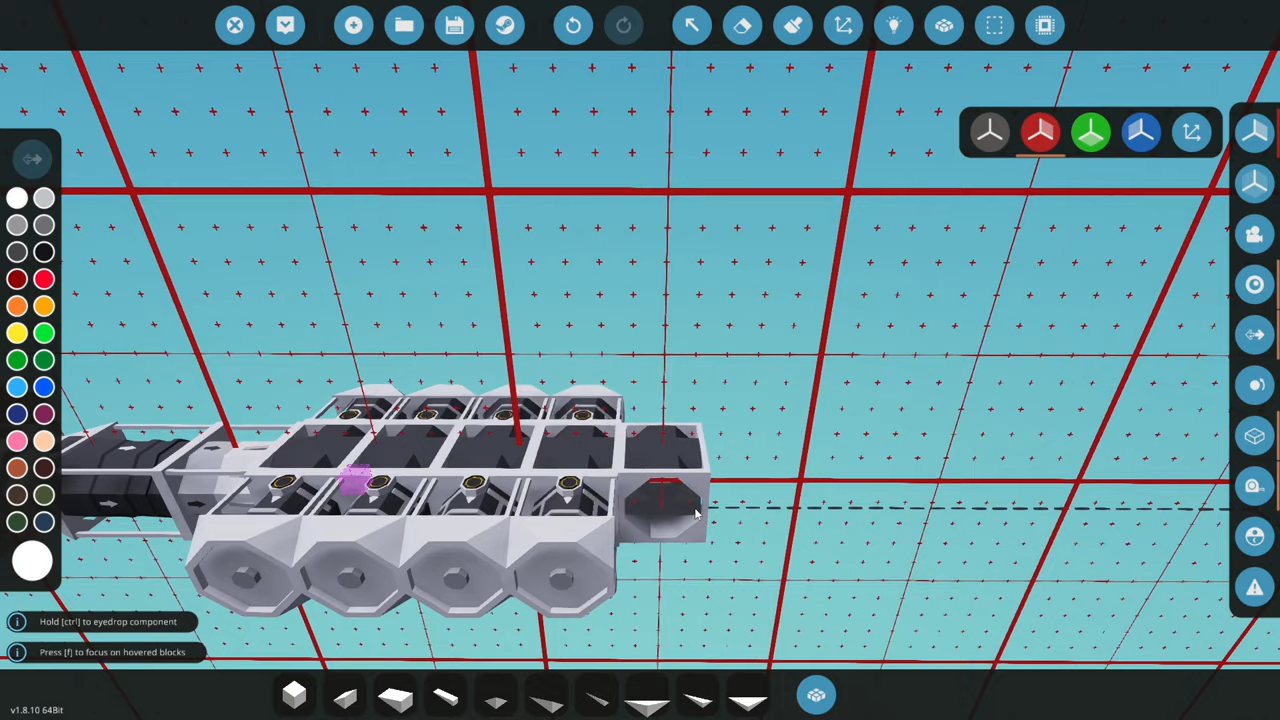 Hold [ctrl] to eyedrop component
Press [f] to focus on hovered blocks
v1.8.10 64Bit